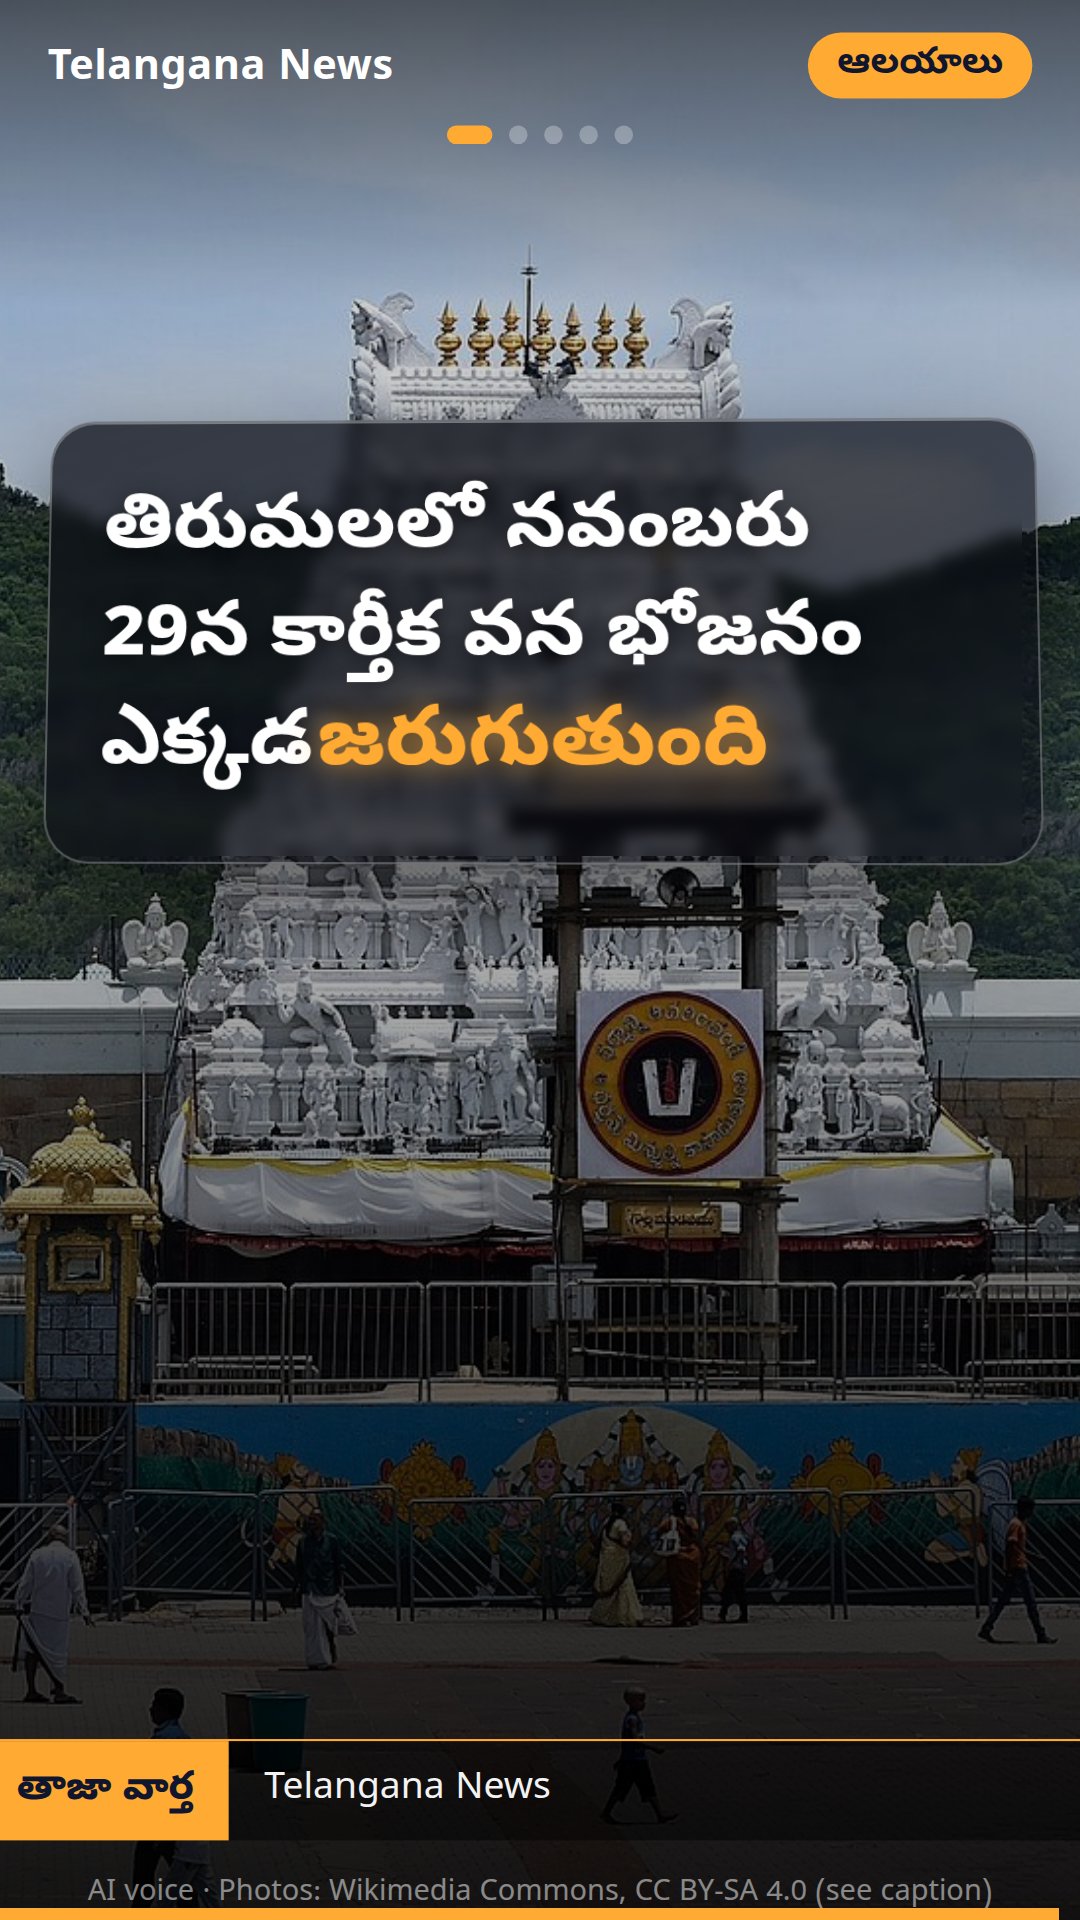 Telangana News
ఆలయాలు
తిరుమలలో నవంబరు
29న కార్తీక వన భోజనం
ఎక్కడ జరుగుతుంది
గొల్ల మండపము
తాజా వార్త
Telangana News
AI voice · Photos: Wikimedia Commons, CC BY-SA 4.0 (see caption)